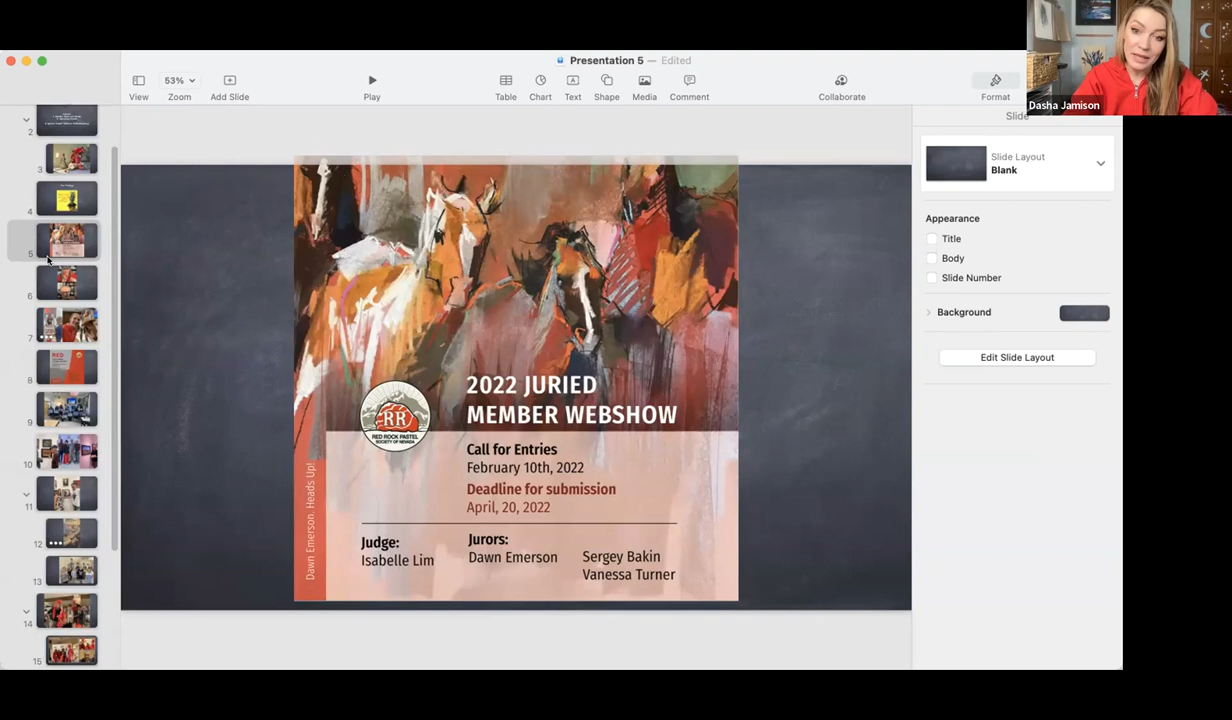 Dasha Jamison
Presentation 5 — Edited
53%
View
Zoom
Add Slide
Play
Table
Chart
Text
Shape
Media
Comment
Collaborate
Format
Slide
Slide Layout
Blank
Appearance
Title
Body
Slide Number
Background
Edit Slide Layout
2
3
4
5
6
7
8
9
10
11
12
13
14
15
RED
2022 JURIED
MEMBER WEBSHOW
RR
RED ROCK PASTEL
SOCIETY OF NEVADA
Call for Entries
February 10th, 2022
Deadline for submission
April, 20, 2022
Dawn Emerson. Heads Up!
Judge:
Isabelle Lim
Jurors:
Dawn Emerson
Sergey Bakin
Vanessa Turner